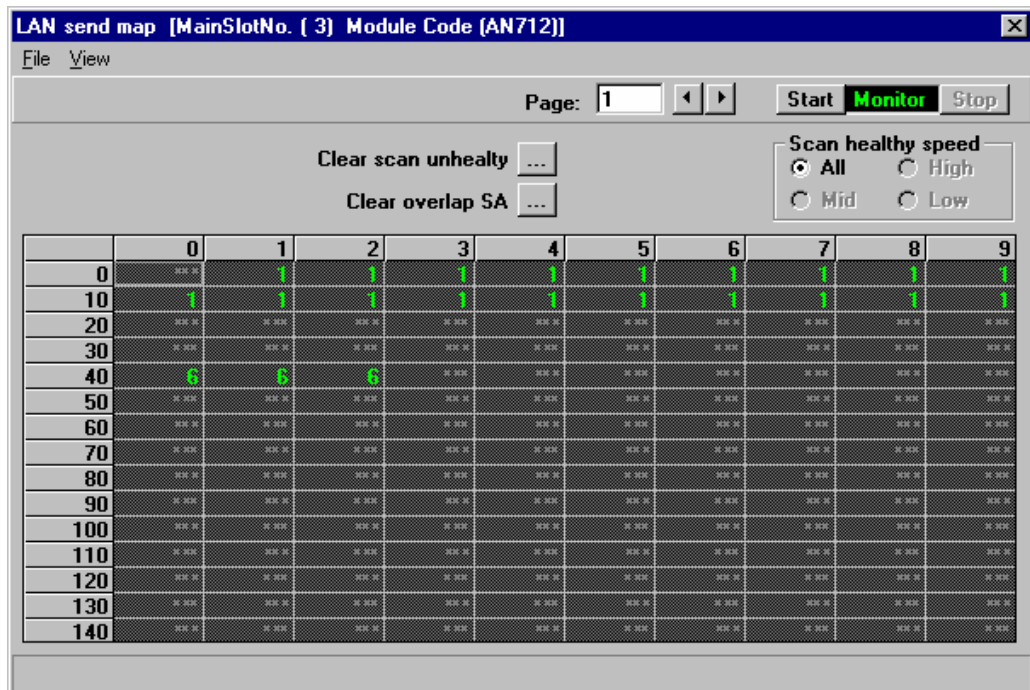 LAN send map [MainSlotNo. ( 3) Module Code (AN712)]
File View
Page: 1 Start Monitor Stop
Clear scan unhealty ...
Clear overlap SA ...
Scan healthy speed
All High
Mid Low
0 1 2 3 4 5 6 7 8 9
0 *** 1 1 1 1 1 1 1 1 1
10 1 1 1 1 1 1 1 1 1 1
20 *** *** *** *** *** *** *** *** *** ***
30 *** *** *** *** *** *** *** *** *** ***
40 6 6 6 *** *** *** *** *** *** ***
50 *** *** *** *** *** *** *** *** *** ***
60 *** *** *** *** *** *** *** *** *** ***
70 *** *** *** *** *** *** *** *** *** ***
80 *** *** *** *** *** *** *** *** *** ***
90 *** *** *** *** *** *** *** *** *** ***
100 *** *** *** *** *** *** *** *** *** ***
110 *** *** *** *** *** *** *** *** *** ***
120 *** *** *** *** *** *** *** *** *** ***
130 *** *** *** *** *** *** *** *** *** ***
140 *** *** *** *** *** *** *** *** *** ***